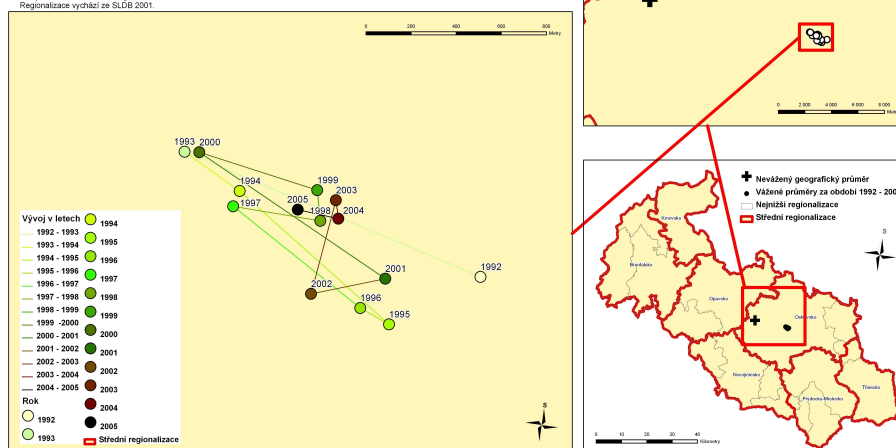 Regionalizace vychází ze SLDB 2001.
0 200 400 600 800
Metry
1993
2000
1994
1997
1999
2003
2005
2004
1998
1992
2001
2002
1996
1995
Vývoj v letech
1992 - 1993
1993 - 1994
1994 - 1995
1995 - 1996
1996 - 1997
1997 - 1998
1998 - 1999
1999 -2000
2000 - 2001
2001 - 2002
2002 - 2003
2003 - 2004
2004 - 2005
Rok
1992
1993
1994
1995
1996
1997
1998
1999
2000
2001
2002
2003
2004
2005
Střední regionalizace
S
0 2 000 4 000 6 000 8 000
Nevážený geografický průměr
Vážené průměry za období 1992 - 200
Nejnižší regionalizace
Střední regionalizace
S
Krnovsko
Bruntálsko
Opavsko
Novojičínsko
Frýdecko-Místecko
Třinecko
0 10 20 30 40
Kilometry